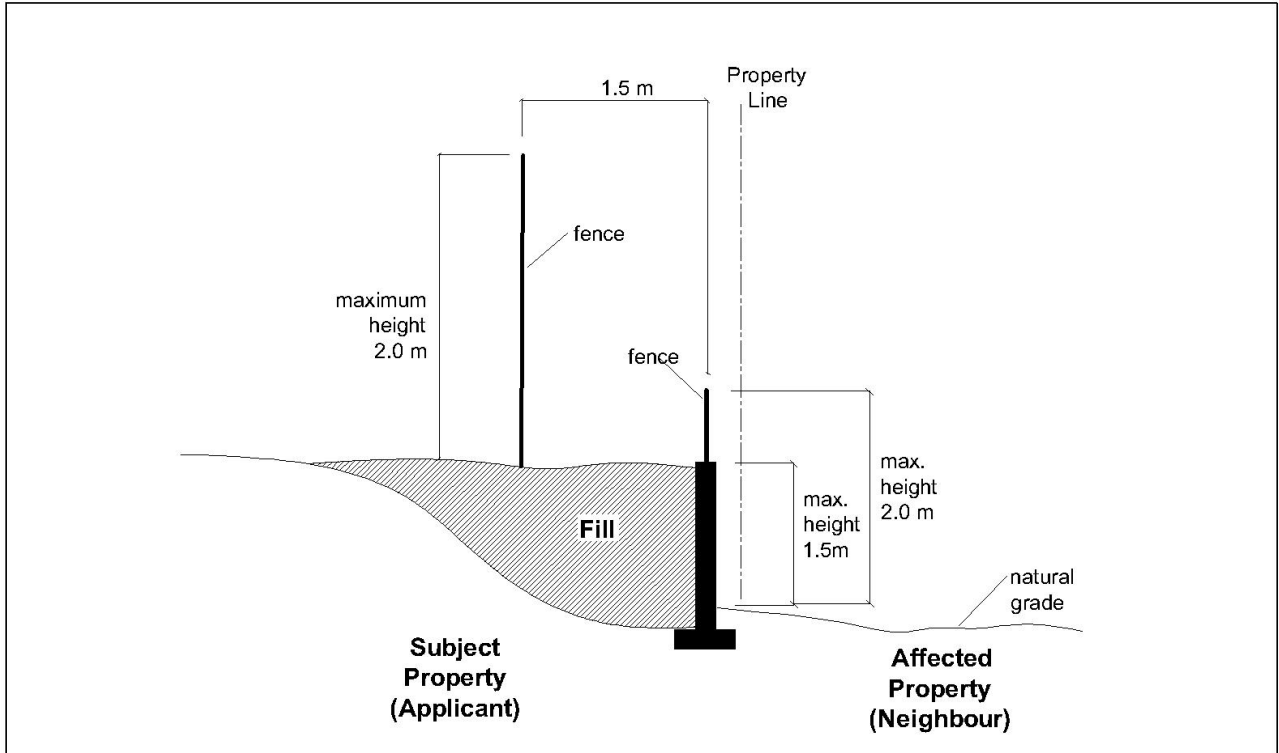 Property
Line
1.5 m
fence
maximum
height
2.0 m
fence
max.
height
2.0 m
max.
height
1.5m
Fill
natural
grade
Subject
Property
(Applicant)
Affected
Property
(Neighbour)